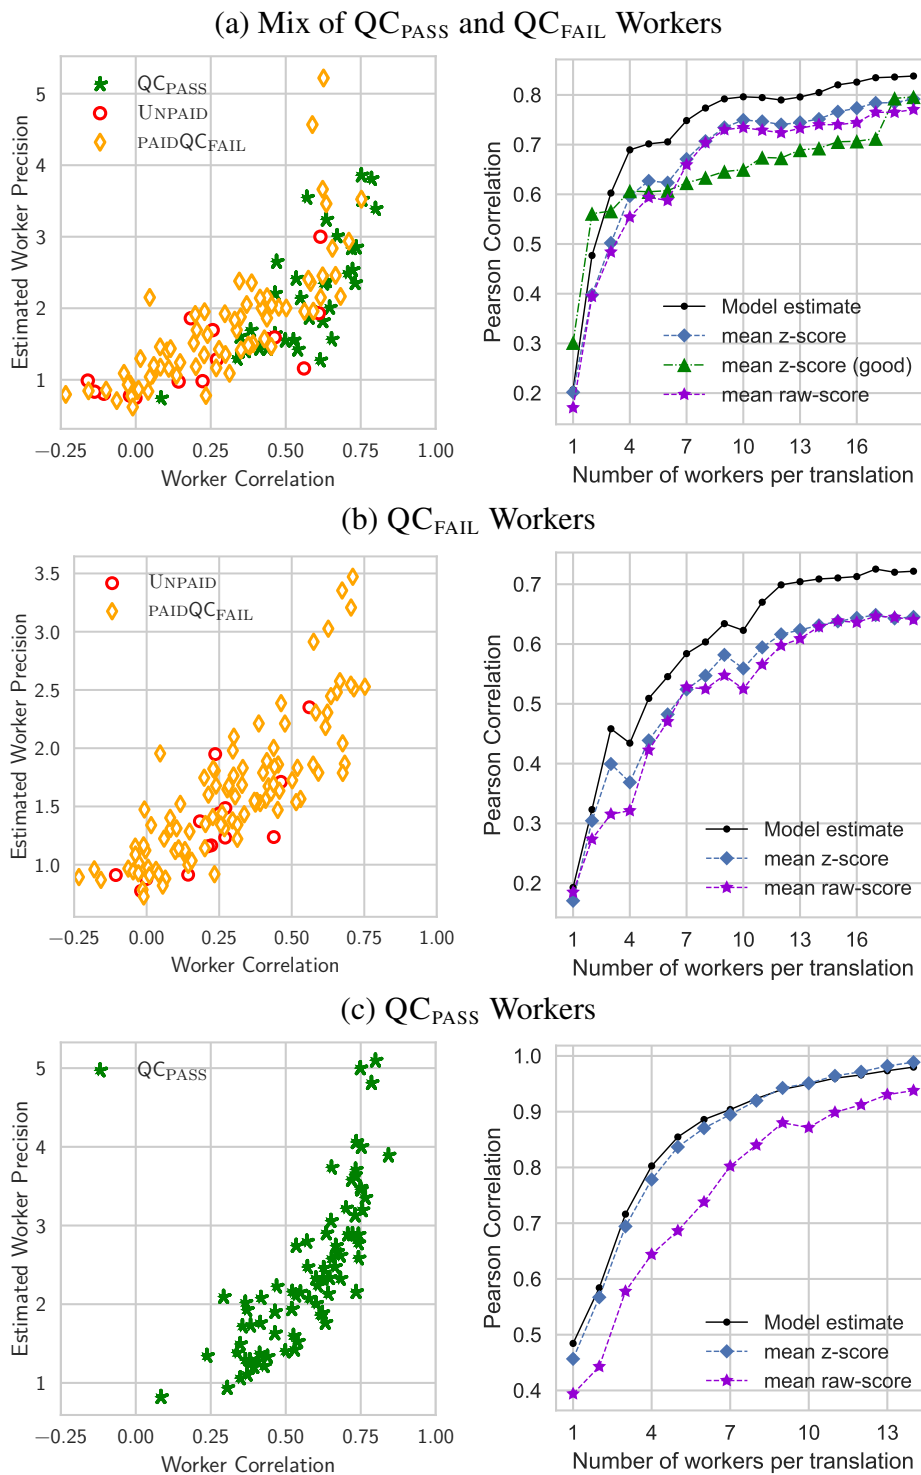 (a) Mix of QCPASS and QCFAIL Workers
5
4
3
2
1
Estimated Worker Precision
QCPASS
UNPAID
PAIDQCFAIL
−0.25 0.00 0.25 0.50 0.75 1.00
Worker Correlation
0.8
0.7
0.6
0.5
0.4
0.3
0.2
Pearson Correlation
Model estimate
mean z-score
mean z-score (good)
mean raw-score
1 4 7 10 13 16
Number of workers per translation
(b) QCFAIL Workers
3.5
3.0
2.5
2.0
1.5
1.0
Estimated Worker Precision
UNPAID
PAIDQCFAIL
−0.25 0.00 0.25 0.50 0.75 1.00
Worker Correlation
0.7
0.6
0.5
0.4
0.3
0.2
Pearson Correlation
Model estimate
mean z-score
mean raw-score
1 4 7 10 13 16
Number of workers per translation
(c) QCPASS Workers
5
4
3
2
1
Estimated Worker Precision
QCPASS
−0.25 0.00 0.25 0.50 0.75 1.00
Worker Correlation
1.0
0.9
0.8
0.7
0.6
0.5
0.4
Pearson Correlation
Model estimate
mean z-score
mean raw-score
1 4 7 10 13
Number of workers per translation